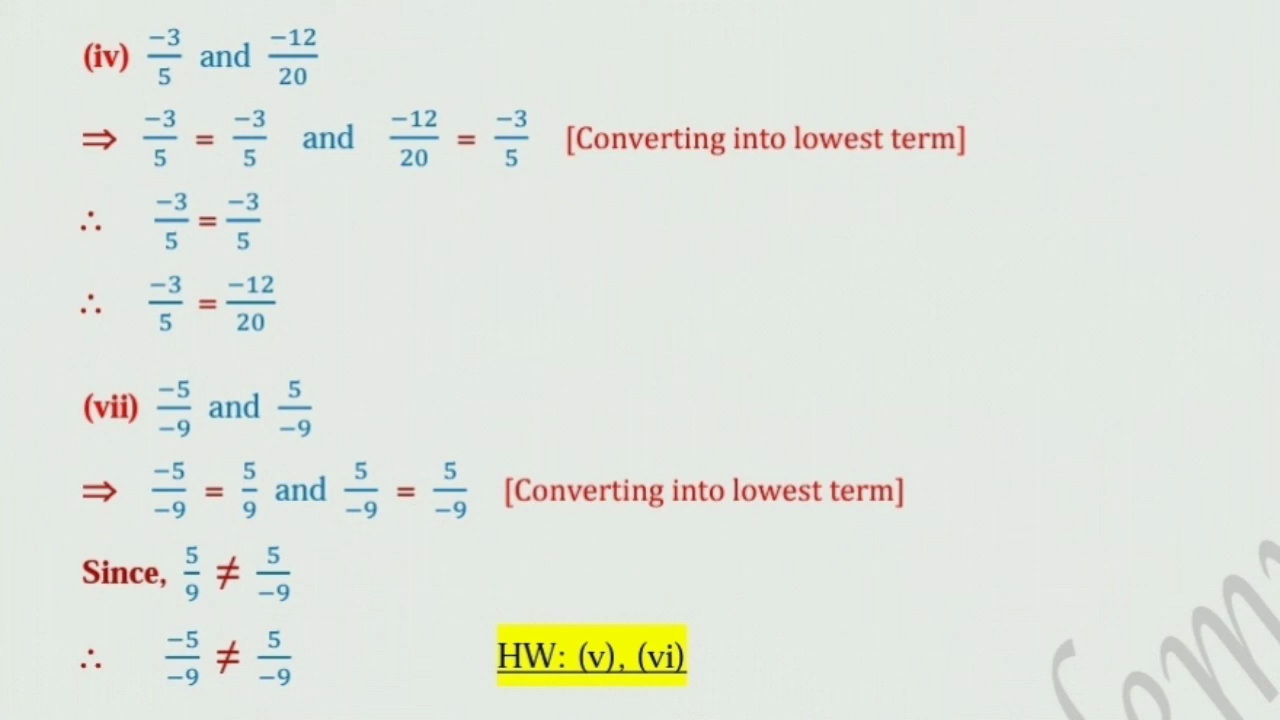 (iv) −3/5 and −12/20
⇒ −3/5 = −3/5 and −12/20 = −3/5 [Converting into lowest term]
∴ −3/5 = −3/5
∴ −3/5 = −12/20
(vii) −5/−9 and 5/−9
⇒ −5/−9 = 5/9 and 5/−9 = 5/−9 [Converting into lowest term]
Since, 5/9 ≠ 5/−9
∴ −5/−9 ≠ 5/−9
HW: (v), (vi)